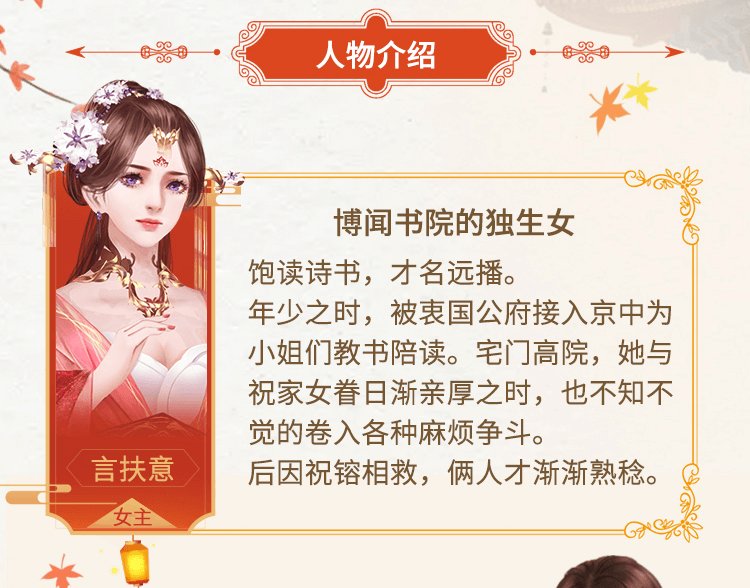 人物介绍
博闻书院的独生女
饱读诗书，才名远播。
年少之时，被衷国公府接入京中为
小姐们教书陪读。宅门高院，她与
祝家女眷日渐亲厚之时，也不知不
觉的卷入各种麻烦争斗。
后因祝镕相救，俩人才渐渐熟稔。
言扶意
女主